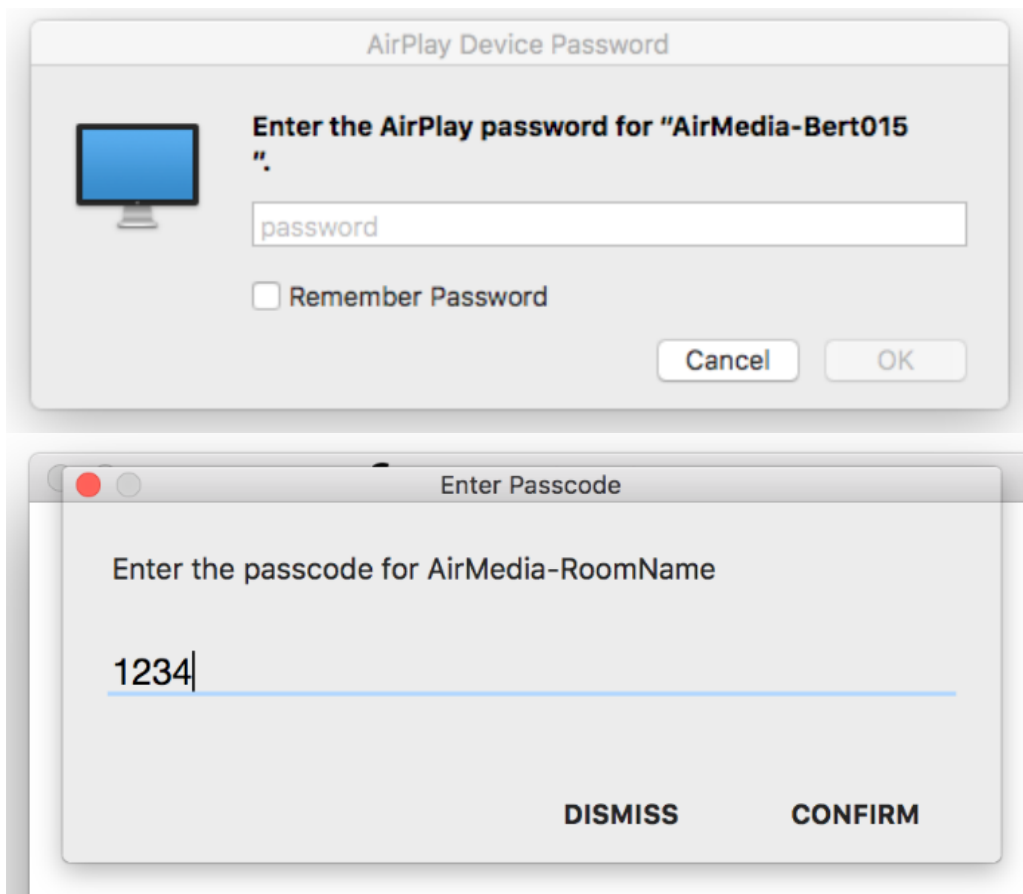 AirPlay Device Password
Enter the AirPlay password for “AirMedia-Bert015
”.
password
Remember Password
Cancel
OK
Enter Passcode
Enter the passcode for AirMedia-RoomName
1234
DISMISS
CONFIRM